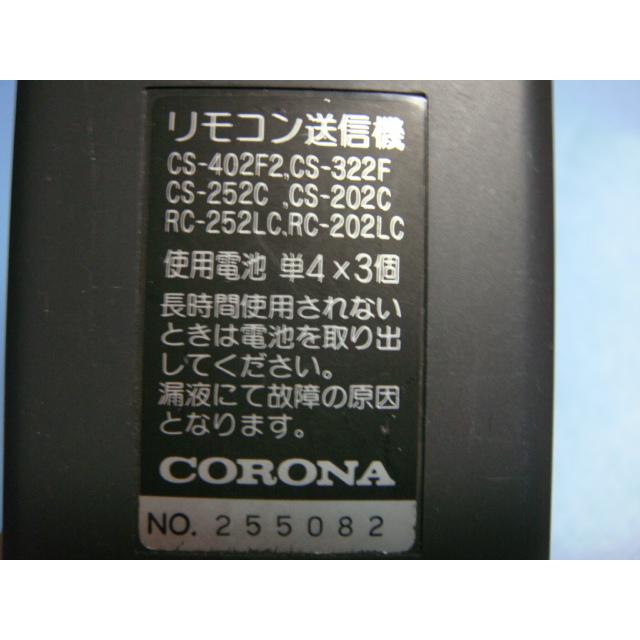 リモコン送信機
CS-402F2,CS-322F
CS-252C ,CS-202C
RC-252LC,RC-202LC
使用電池 単4×3個
長時間使用されない
ときは電池を取り出
してください。
漏液にて故障の原因
となります。
CORONA
NO. 255082